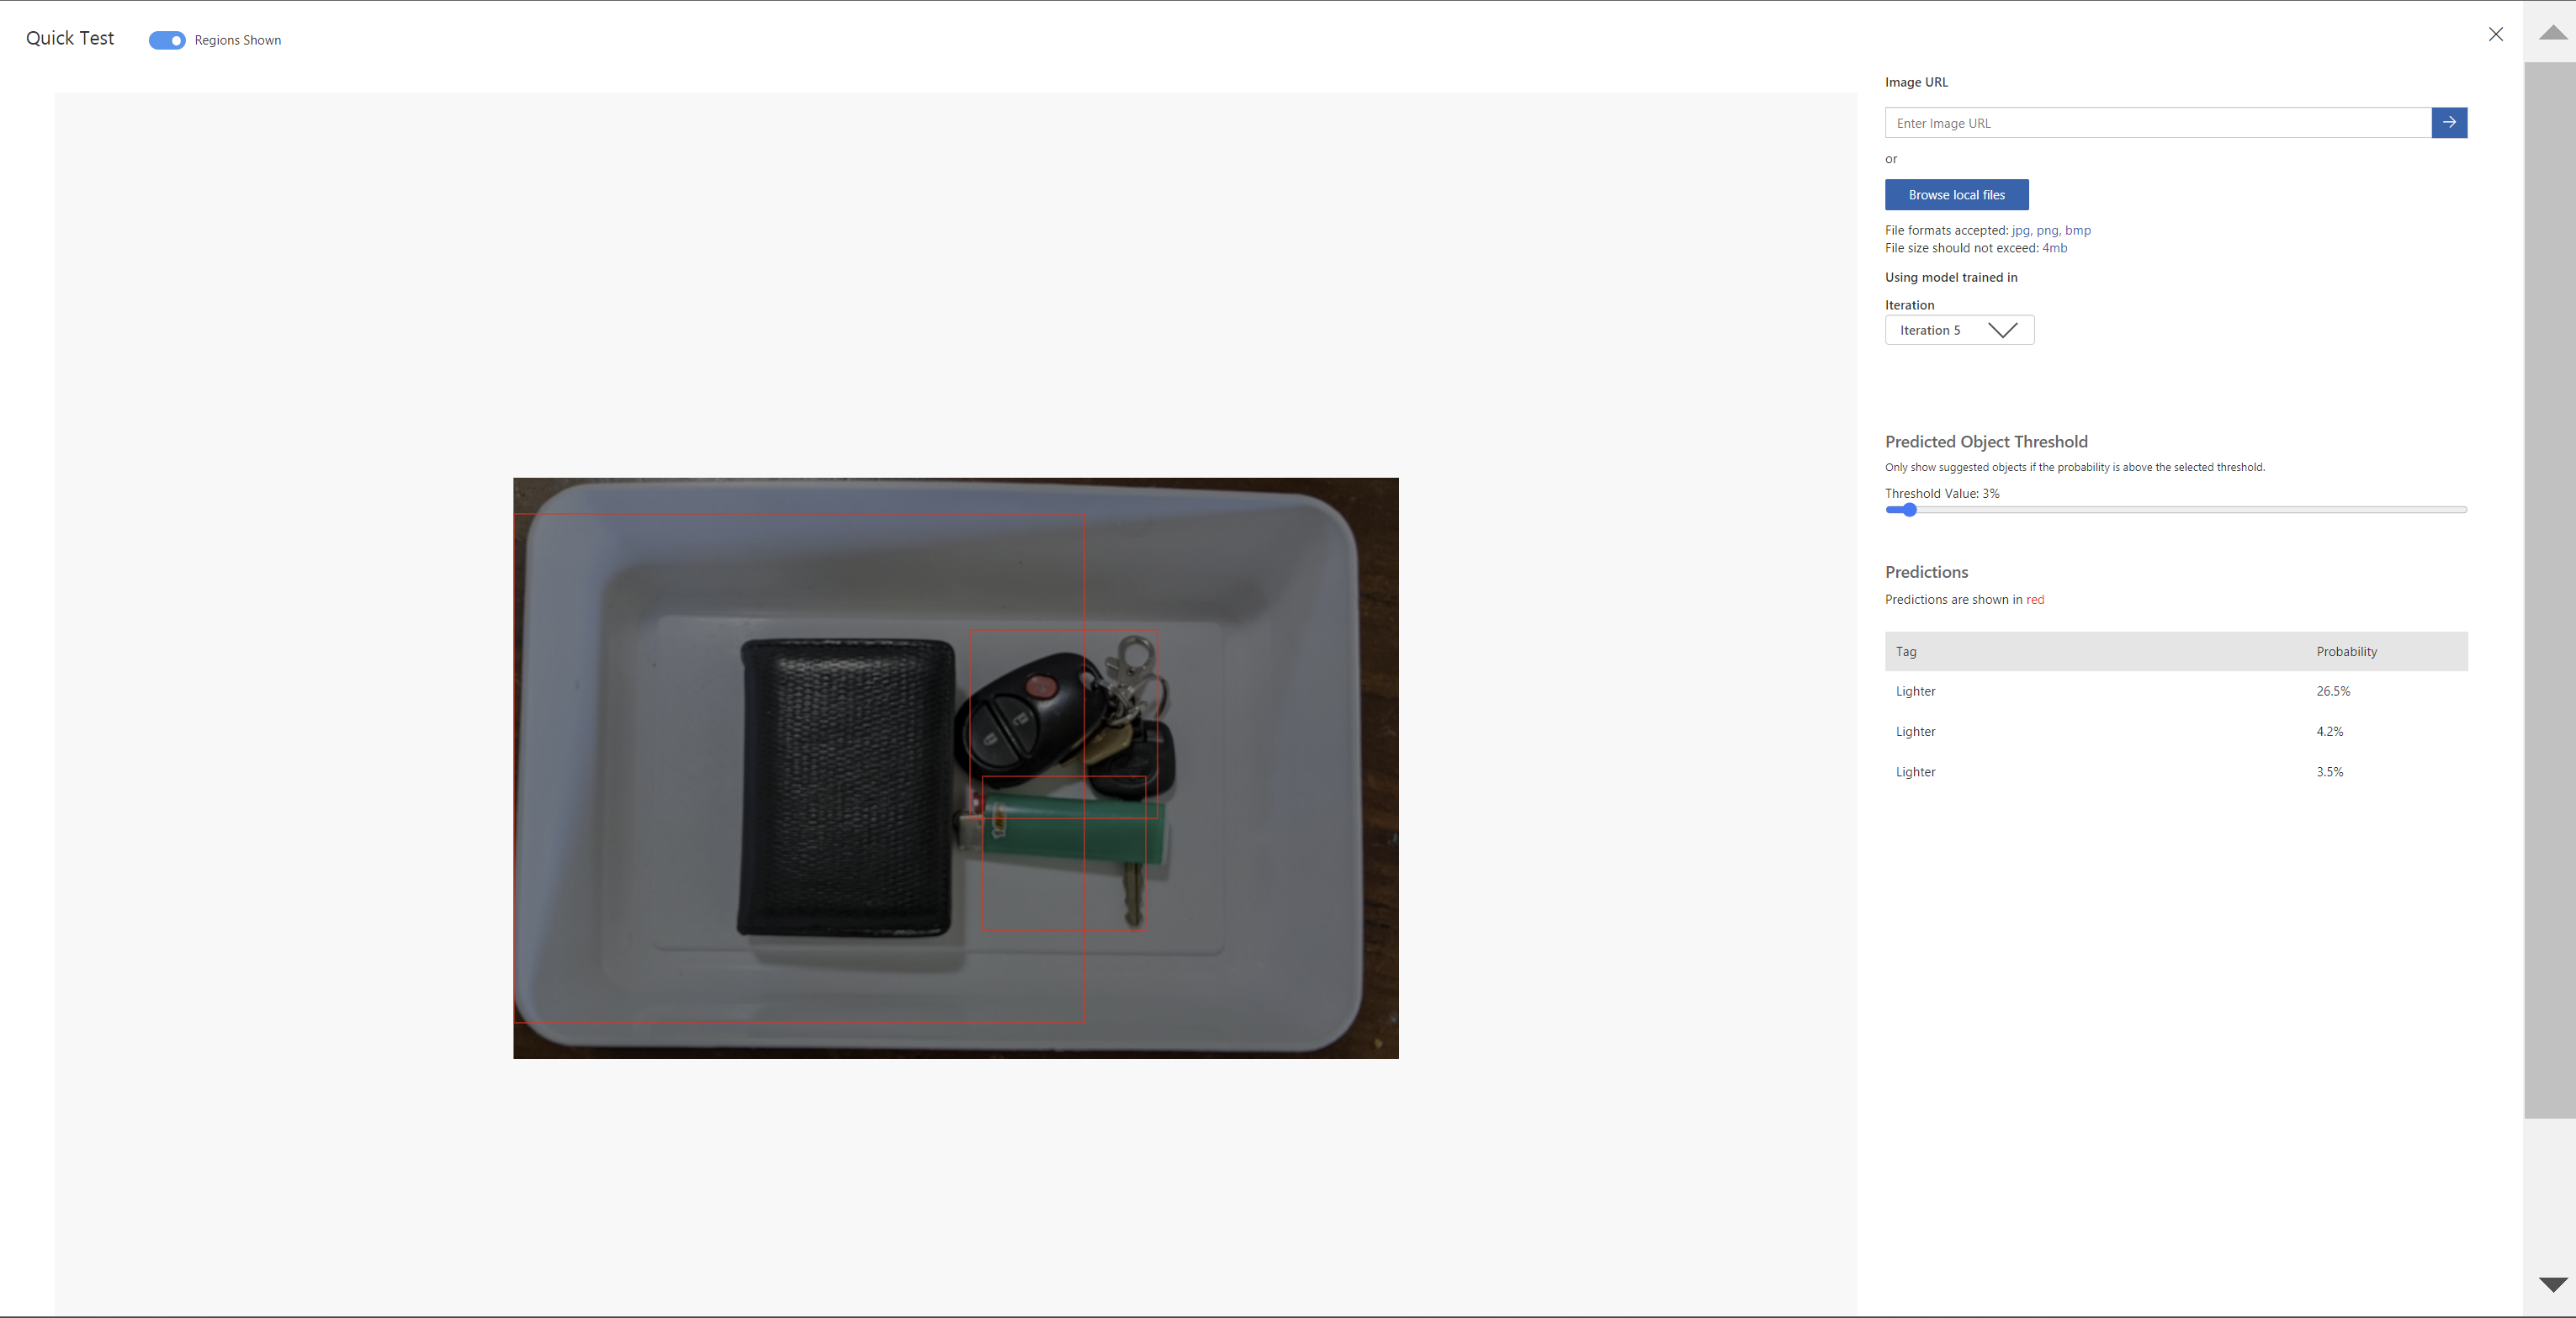 Quick Test
Regions Shown
Image URL
Enter Image URL
or
Browse local files
File formats accepted: jpg, png, bmp
File size should not exceed: 4mb
Using model trained in
Iteration
Iteration 5
Predicted Object Threshold
Only show suggested objects if the probability is above the selected threshold.
Threshold Value: 3%
Predictions
Predictions are shown in red
Tag Probability
Lighter 26.5%
Lighter 4.2%
Lighter 3.5%